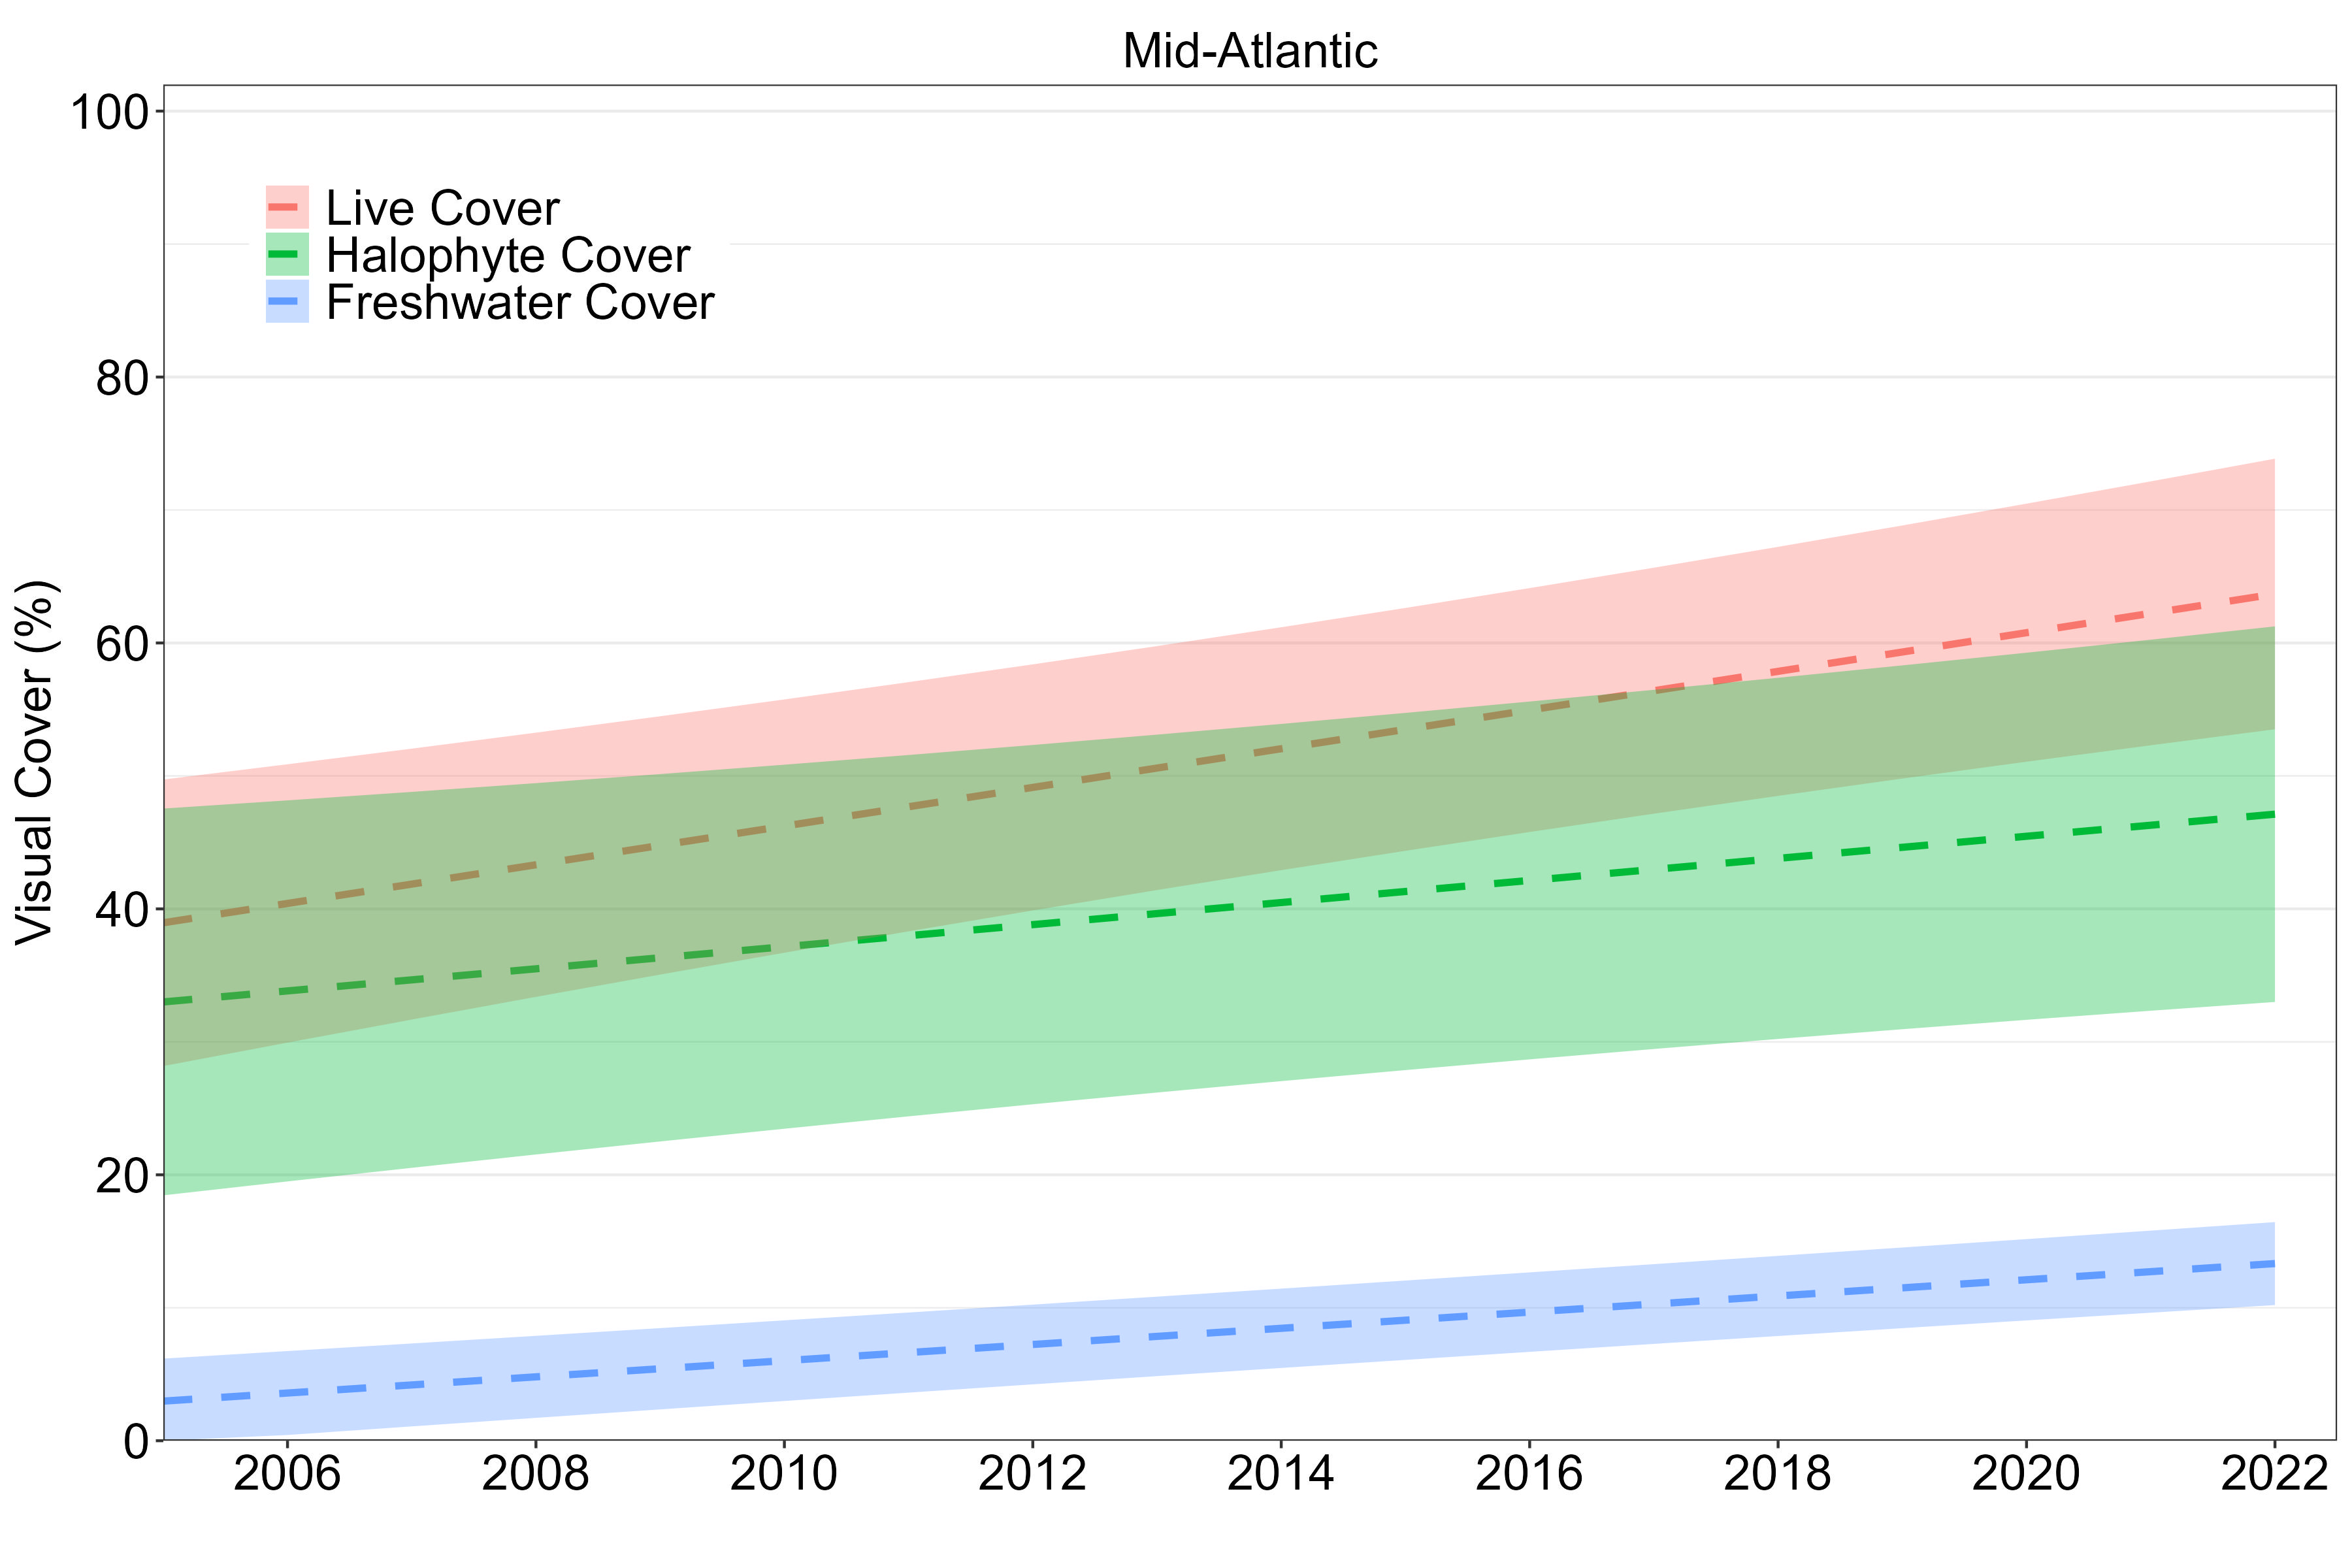 Mid-Atlantic
Visual Cover (%)
100
80
60
40
20
0
Live Cover
Halophyte Cover
Freshwater Cover
2006 2008 2010 2012 2014 2016 2018 2020 2022